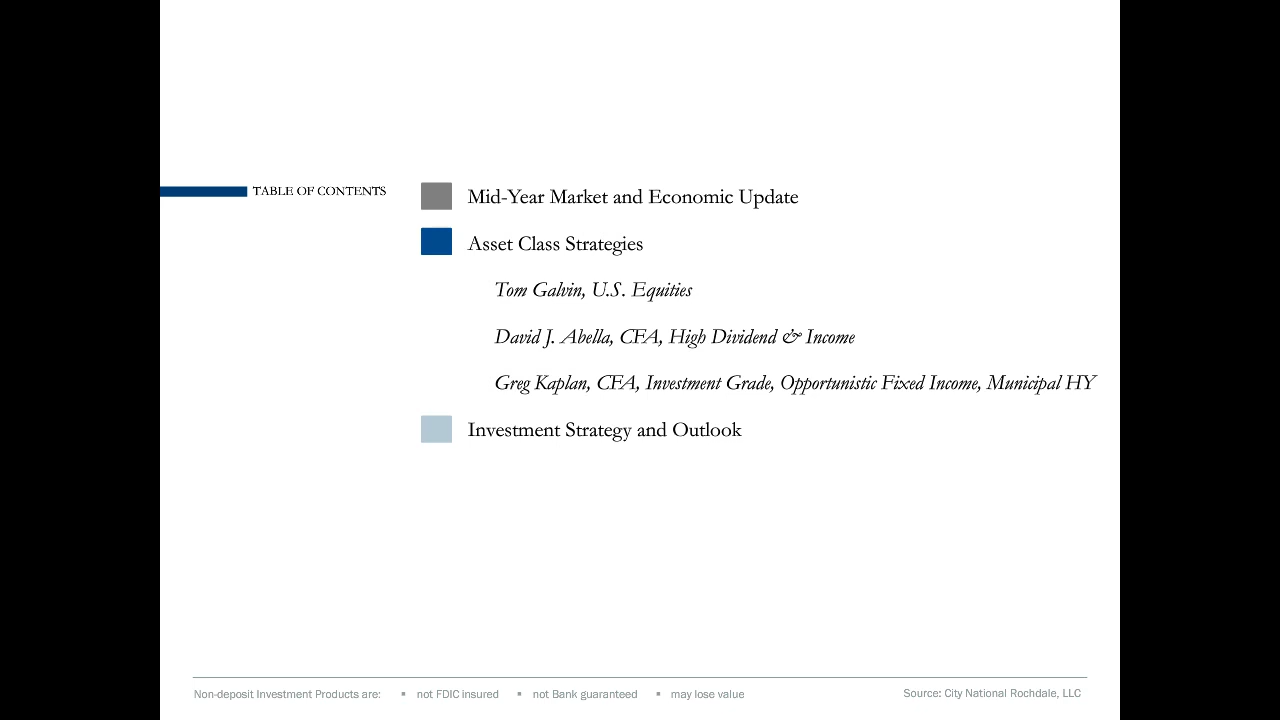 TABLE OF CONTENTS
Mid-Year Market and Economic Update
Asset Class Strategies
Tom Galvin, U.S. Equities
David J. Abella, CFA, High Dividend & Income
Greg Kaplan, CFA, Investment Grade, Opportunistic Fixed Income, Municipal HY
Investment Strategy and Outlook
Non-deposit Investment Products are: ▪ not FDIC insured ▪ not Bank guaranteed ▪ may lose value
Source: City National Rochdale, LLC